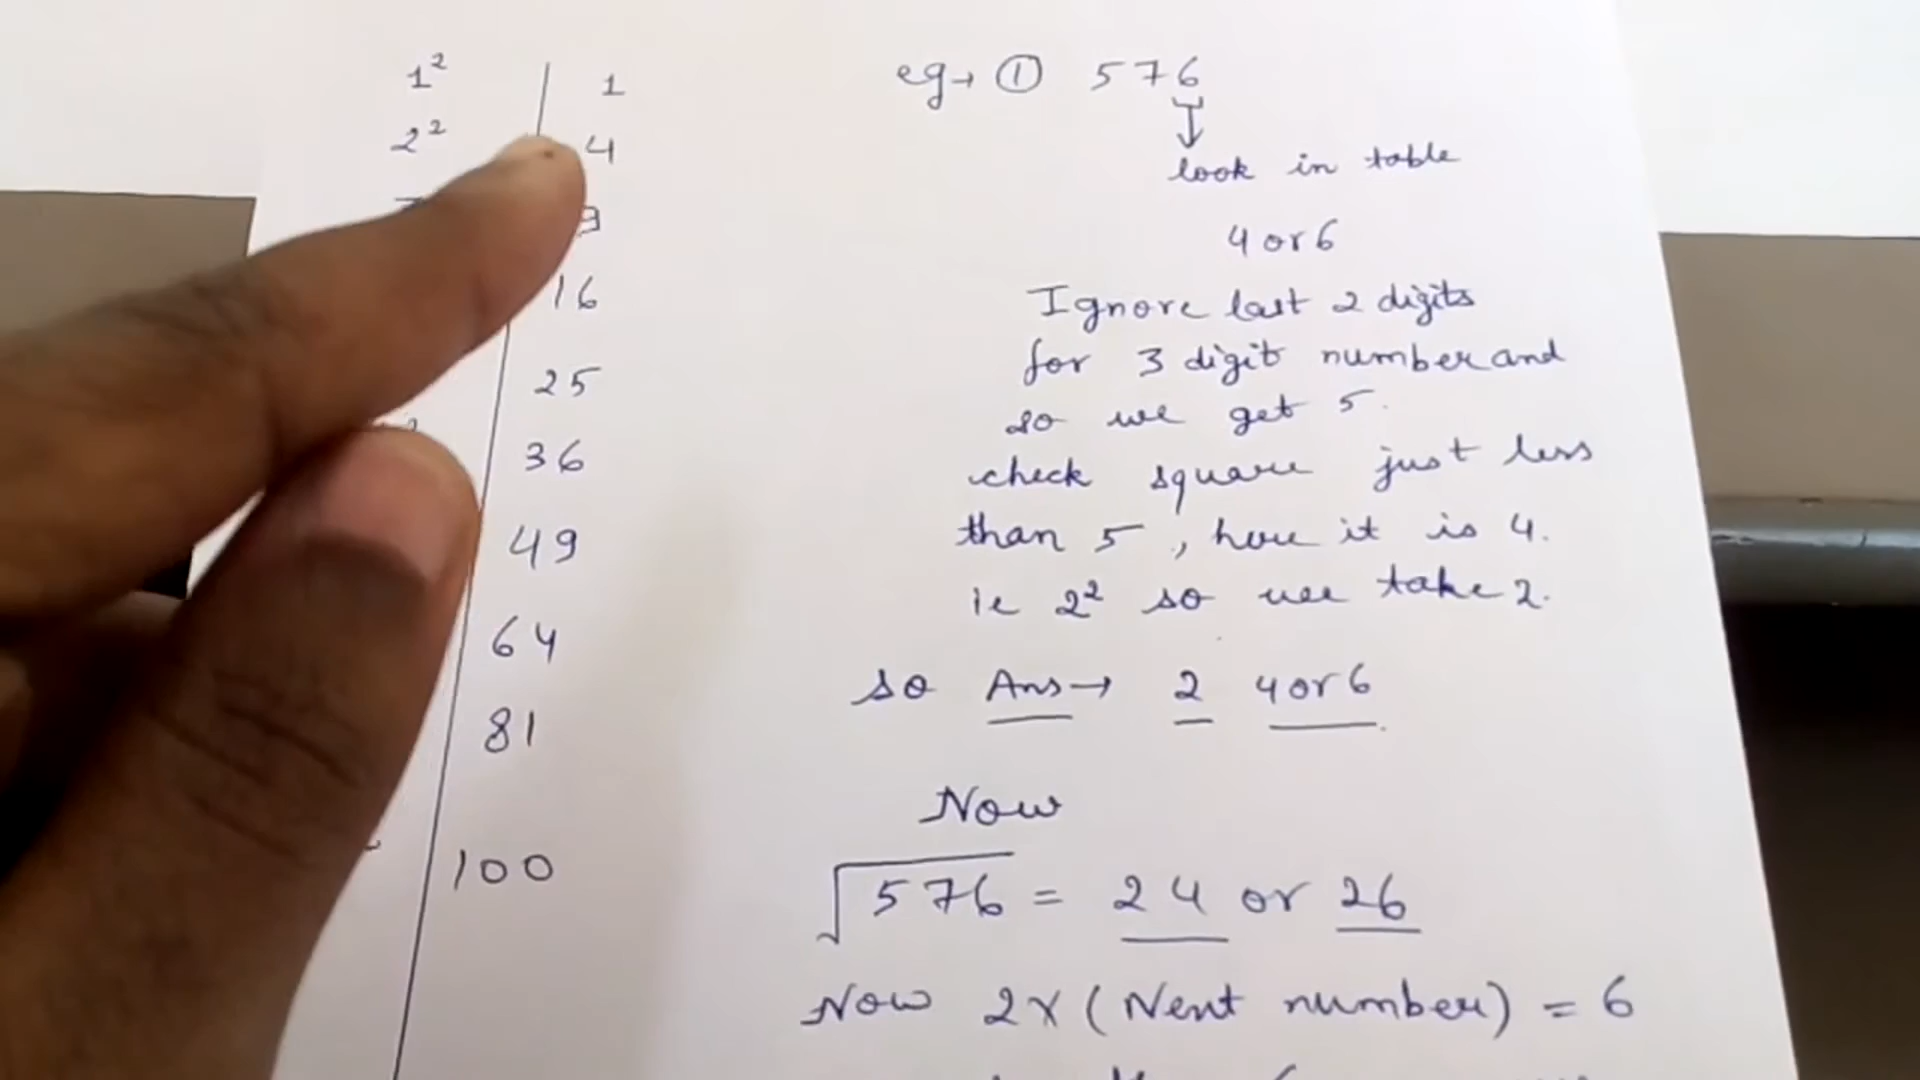 1²  1
2²  4
9
16
25
36
49
64
81
100
eg→ ① 576
look in table
4 or 6
Ignore last 2 digits
for 3 digit number and
so we get 5.
check square just less
than 5, here it is 4.
ie 2² so we take 2.
so Ans → 2 4 or 6
Now
√576 = 24 or 26
Now 2x (Next number) = 6